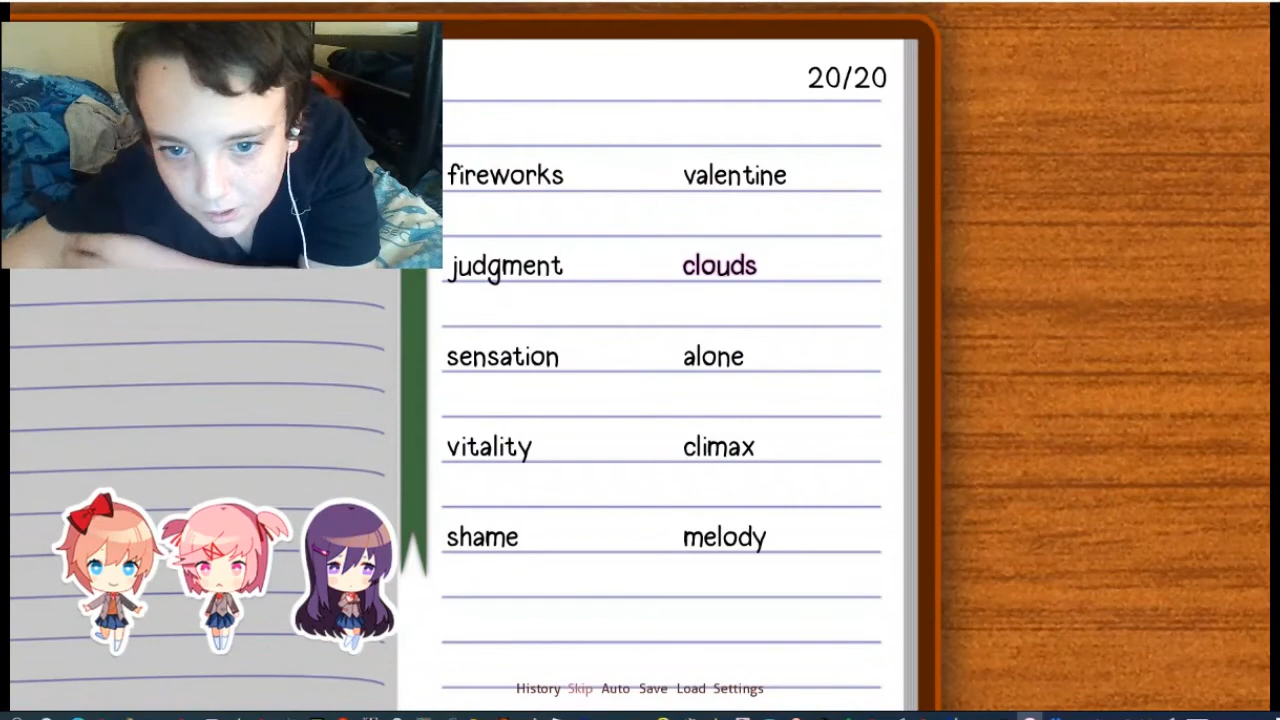 20/20
fireworks valentine
judgment clouds
sensation alone
vitality climax
shame melody
History Skip Auto Save Load Settings